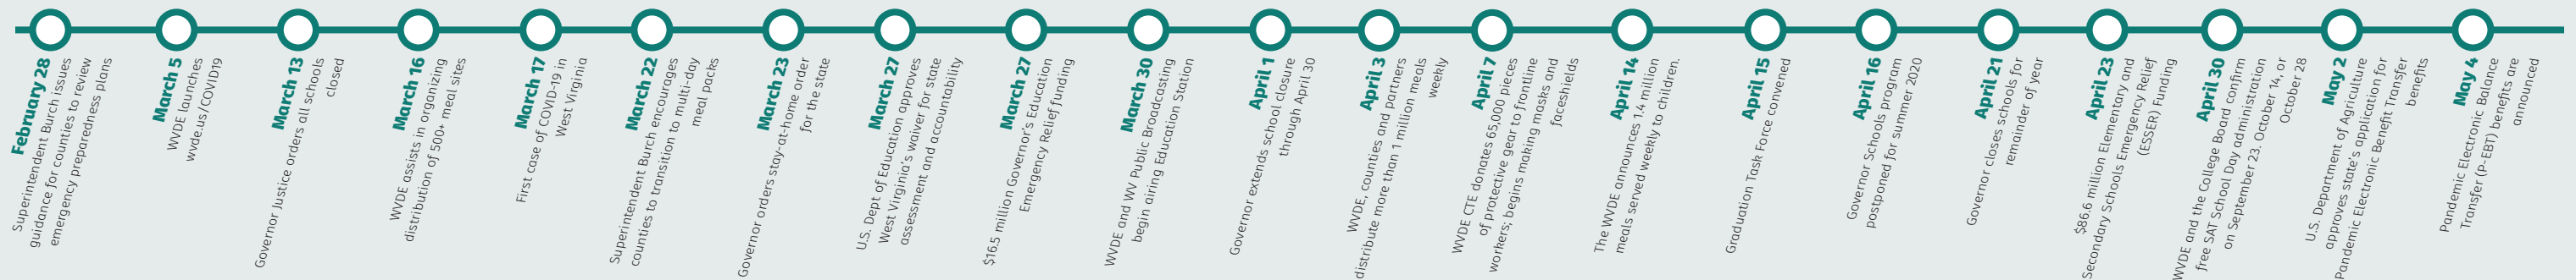 February 28
Superintendent Burch issues
guidance for counties to review
emergency preparedness plans
March 5
WVDE launches
wvde.us/COVID19
March 13
Governor Justice orders all schools
closed
March 16
WVDE assists in organizing
distribution of 500+ meal sites
March 17
First case of COVID-19 in
West Virginia
March 22
Superintendent Burch encourages
counties to transition to multi-day
meal packs
March 23
Governor orders stay-at-home order
for the state
March 27
U.S. Dept of Education approves
West Virginia's waiver for state
assessment and accountability
March 27
$16.5 million Governor's Education
Emergency Relief funding
March 30
WVDE and WV Public Broadcasting
begin airing Education Station
April 1
Governor extends school closure
through April 30
April 3
WVDE, counties and partners
distribute more than 1 million meals
weekly
April 7
WVDE CTE donates 65,000 pieces
of protective gear to frontline
workers; begins making masks and
faceshields
April 14
The WVDE announces 1.4 million
meals served weekly to children.
April 15
Graduation Task Force convened
April 16
Governor Schools program
postponed for summer 2020
April 21
Governor closes schools for
remainder of year
April 23
$86.6 million Elementary and
Secondary Schools Emergency Relief
(ESSER) Funding
April 30
WVDE and the College Board confirm
free SAT School Day administration
on September 23, October 14, or
October 28
May 2
U.S. Department of Agriculture
approves state's application for
Pandemic Electronic Benefit Transfer
benefits
May 4
Pandemic Electronic Balance
Transfer (P-EBT) benefits are
announced